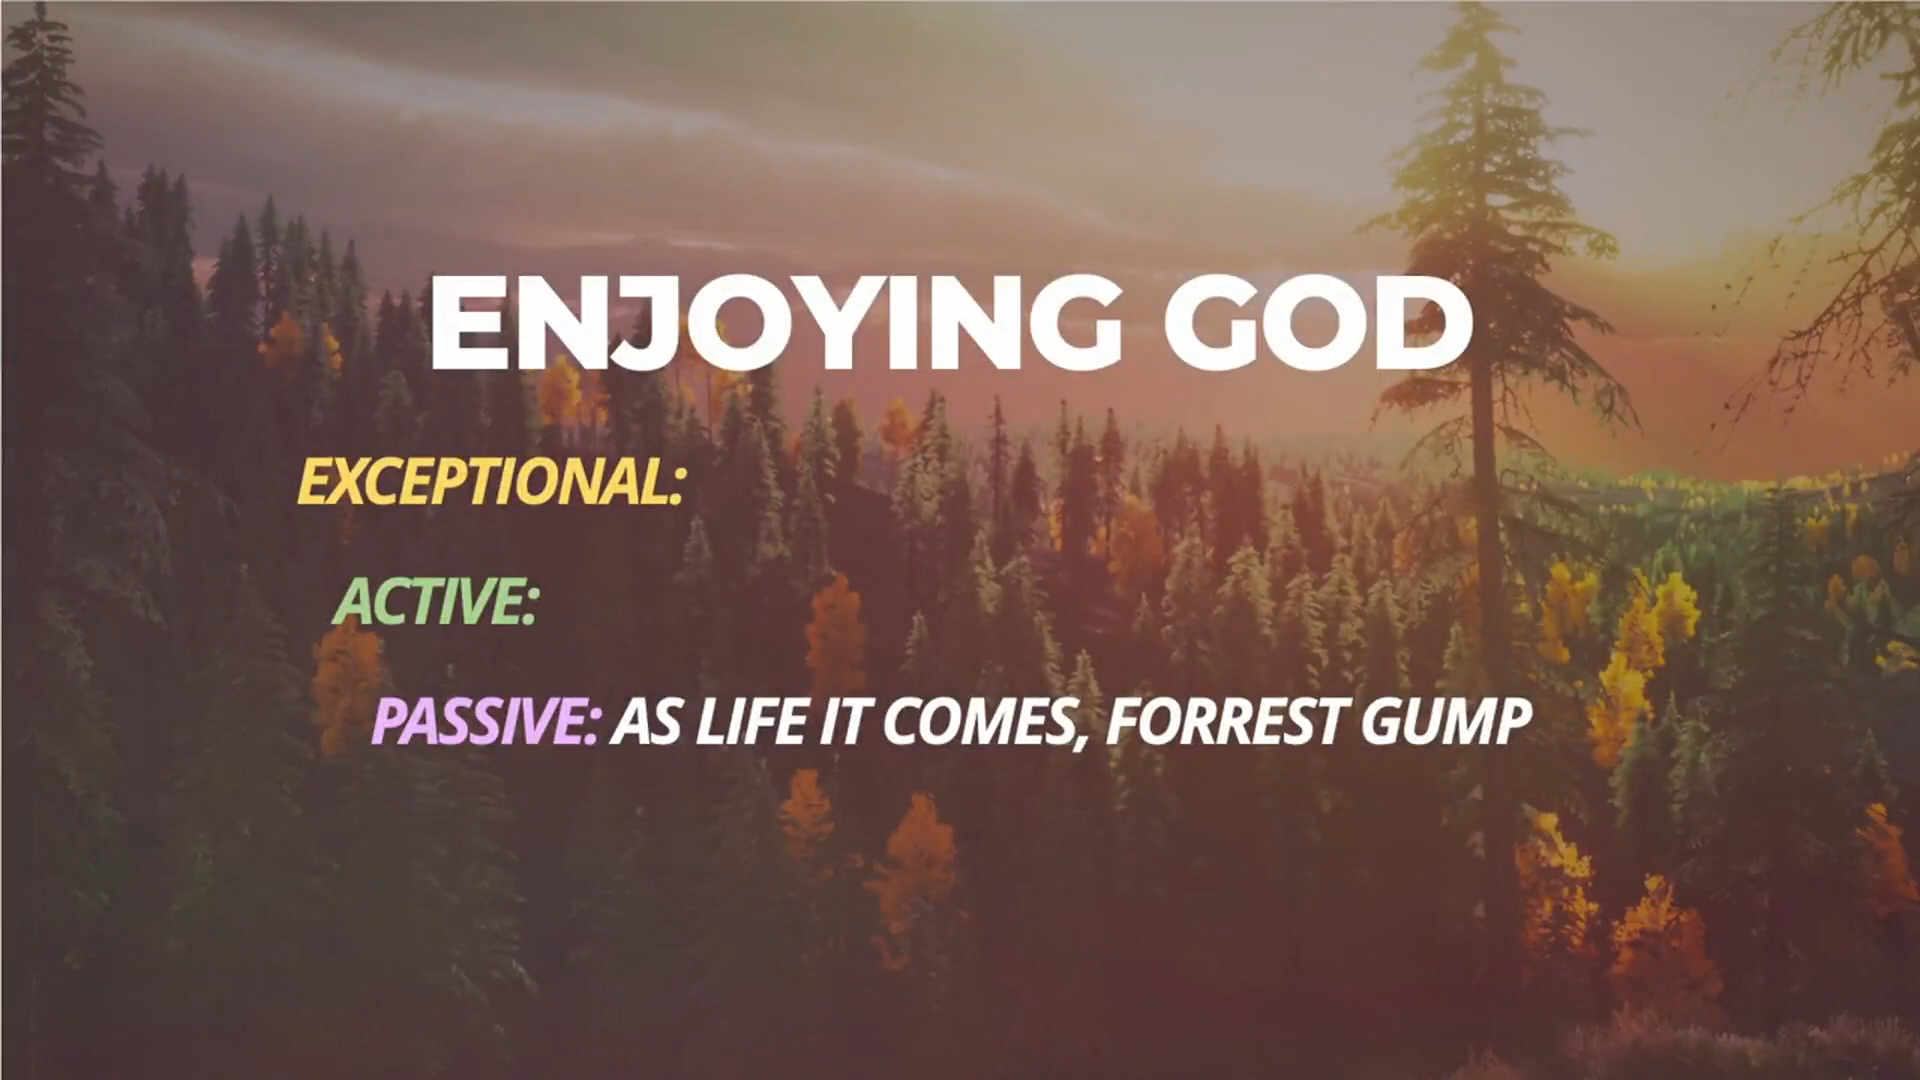 ENJOYING GOD
EXCEPTIONAL:
ACTIVE:
PASSIVE: AS LIFE IT COMES, FORREST GUMP